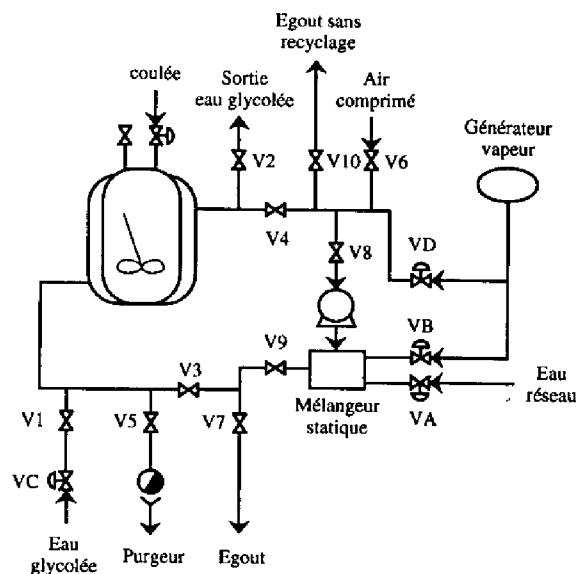 Egout sans
recyclage
coulée
Sortie
eau glycolée
Air
comprimé
Générateur
vapeur
V2
V10
V6
V4
V8
VD
V9
VB
V3
Mélangeur
statique
VA
Eau
réseau
V1
V5
V7
VC
Eau
glycolée
Purgeur
Egout